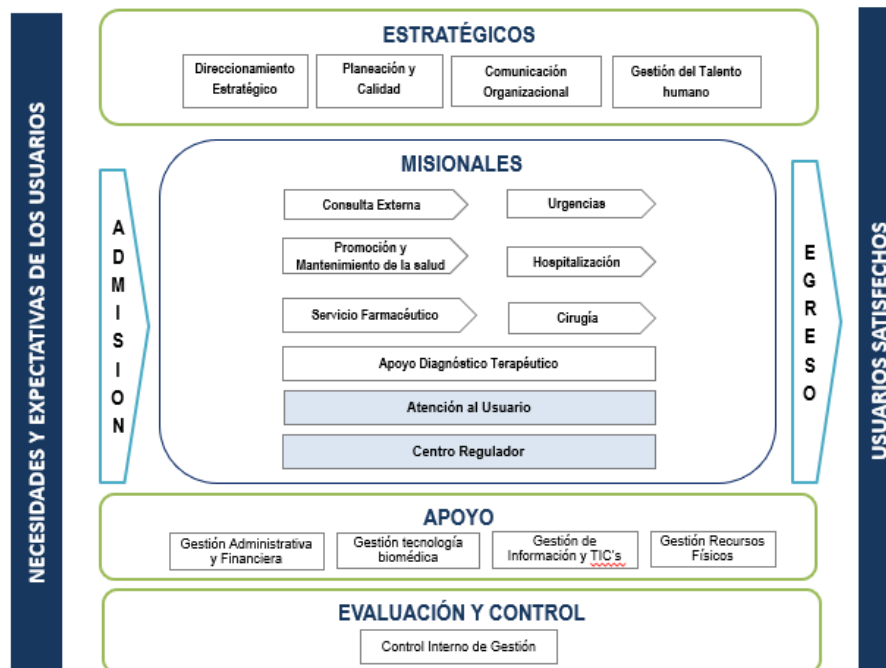 NECESIDADES Y EXPECTATIVAS DE LOS USUARIOS
ESTRATÉGICOS
Direccionamiento
Estratégico
Planeación y
Calidad
Comunicación
Organizacional
Gestión del Talento
humano
ADMISION
MISIONALES
Consulta Externa
Urgencias
Promoción y
Mantenimiento de la salud
Hospitalización
Servicio Farmacéutico
Cirugía
Apoyo Diagnóstico Terapéutico
Atención al Usuario
Centro Regulador
EGRESO
USUARIOS SATISFECHOS
APOYO
Gestión Administrativa
y Financiera
Gestión tecnología
biomédica
Gestión de
Información y TIC's
Gestión Recursos
Físicos
EVALUACIÓN Y CONTROL
Control Interno de Gestión